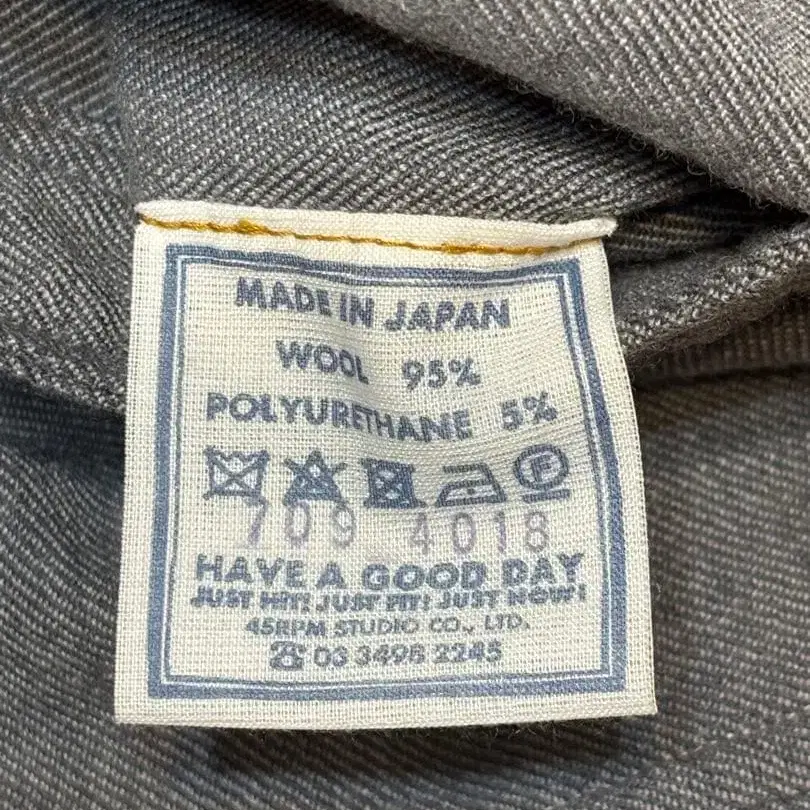 MADE IN JAPAN
WOOL 95%
POLYURETHANE 5%
F
709 4018
HAVE A GOOD DAY
JUST HIT! JUST FIT! JUST NOW!
45RPM STUDIO CO., LTD.
☎ 03 3498 2245